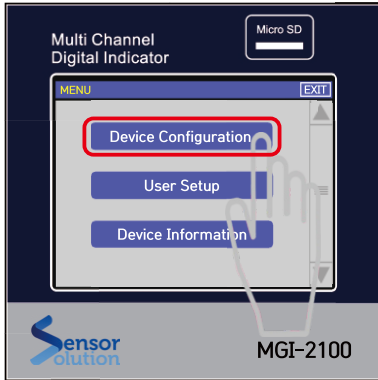 Multi Channel
Digital Indicator
Micro SD
MENU
EXIT
Device Configuration
User Setup
Device Information
Sensor
Solution
MGI-2100